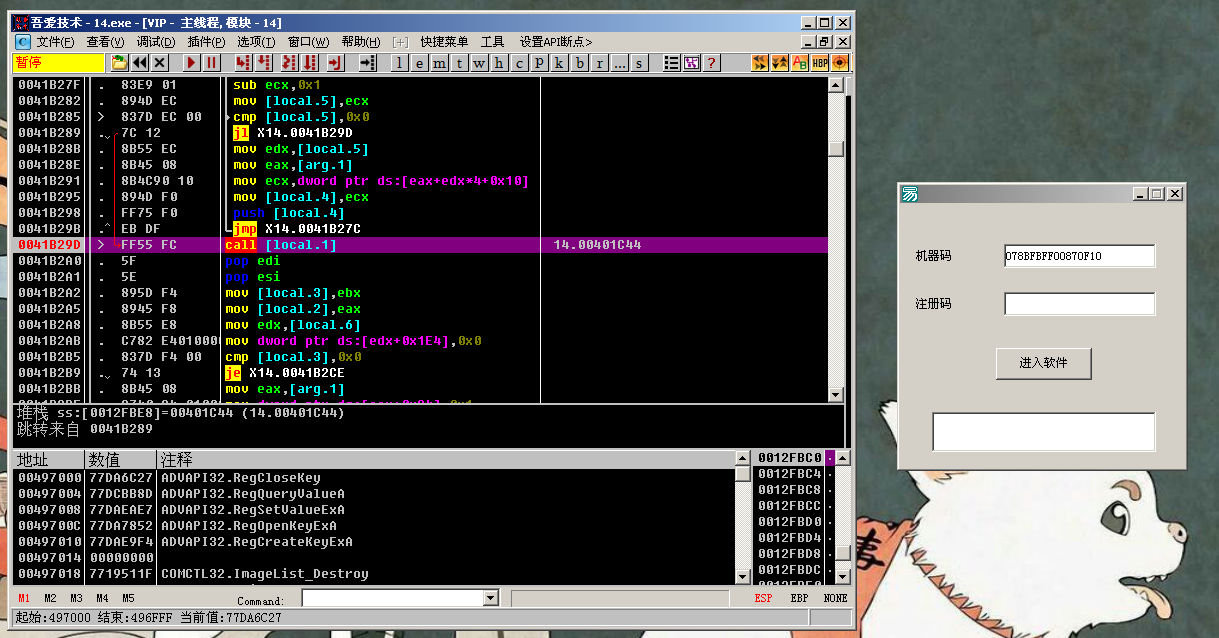 吾爱技术 - 14.exe - [VIP - 主线程, 模块 - 14]
文件(F) 查看(V) 调试(D) 插件(P) 选项(T) 窗口(W) 帮助(H) [+] 快捷菜单 工具 设置API断点>
暂停 l e m t w h c p k b r ... s ? HBP
0041B27F . 83E9 01 sub ecx,0x1
0041B282 . 894D EC mov [local.5],ecx
0041B285 > 837D EC 00 cmp [local.5],0x0
0041B289 . 7C 12 jl X14.0041B29D
0041B28B . 8B55 EC mov edx,[local.5]
0041B28E . 8B45 08 mov eax,[arg.1]
0041B291 . 8B4C90 10 mov ecx,dword ptr ds:[eax+edx*4+0x10]
0041B295 . 894D F0 mov [local.4],ecx
0041B298 . FF75 F0 push [local.4]
0041B29B .^ EB DF jmp X14.0041B27C
0041B29D > FF55 FC call [local.1] 14.00401C44
0041B2A0 . 5F pop edi
0041B2A1 . 5E pop esi
0041B2A2 . 895D F4 mov [local.3],ebx
0041B2A5 . 8945 F8 mov [local.2],eax
0041B2A8 . 8B55 E8 mov edx,[local.6]
0041B2AB . C782 E4010000 mov dword ptr ds:[edx+0x1E4],0x0
0041B2B5 . 837D F4 00 cmp [local.3],0x0
0041B2B9 . 74 13 je X14.0041B2CE
0041B2BB . 8B45 08 mov eax,[arg.1]
堆栈 ss:[0012FBE8]=00401C44 (14.00401C44)
跳转来自 0041B289
地址 数值 注释
00497000 77DA6C27 ADVAPI32.RegCloseKey
00497004 77DCBB8D ADVAPI32.RegQueryValueA
00497008 77DAEAE7 ADVAPI32.RegSetValueExA
0049700C 77DA7852 ADVAPI32.RegOpenKeyExA
00497010 77DAE9F4 ADVAPI32.RegCreateKeyExA
00497014 00000000
00497018 7719511F COMCTL32.ImageList_Destroy
0012FBC0
0012FBC4
0012FBC8
0012FBCC
0012FBD0
0012FBD4
0012FBD8
0012FBDC
M1 M2 M3 M4 M5 Command: ESP EBP NONE
起始:497000 结束:496FFF 当前值:77DA6C27
易
机器码 078BFBFF00870F10
注册码
进入软件